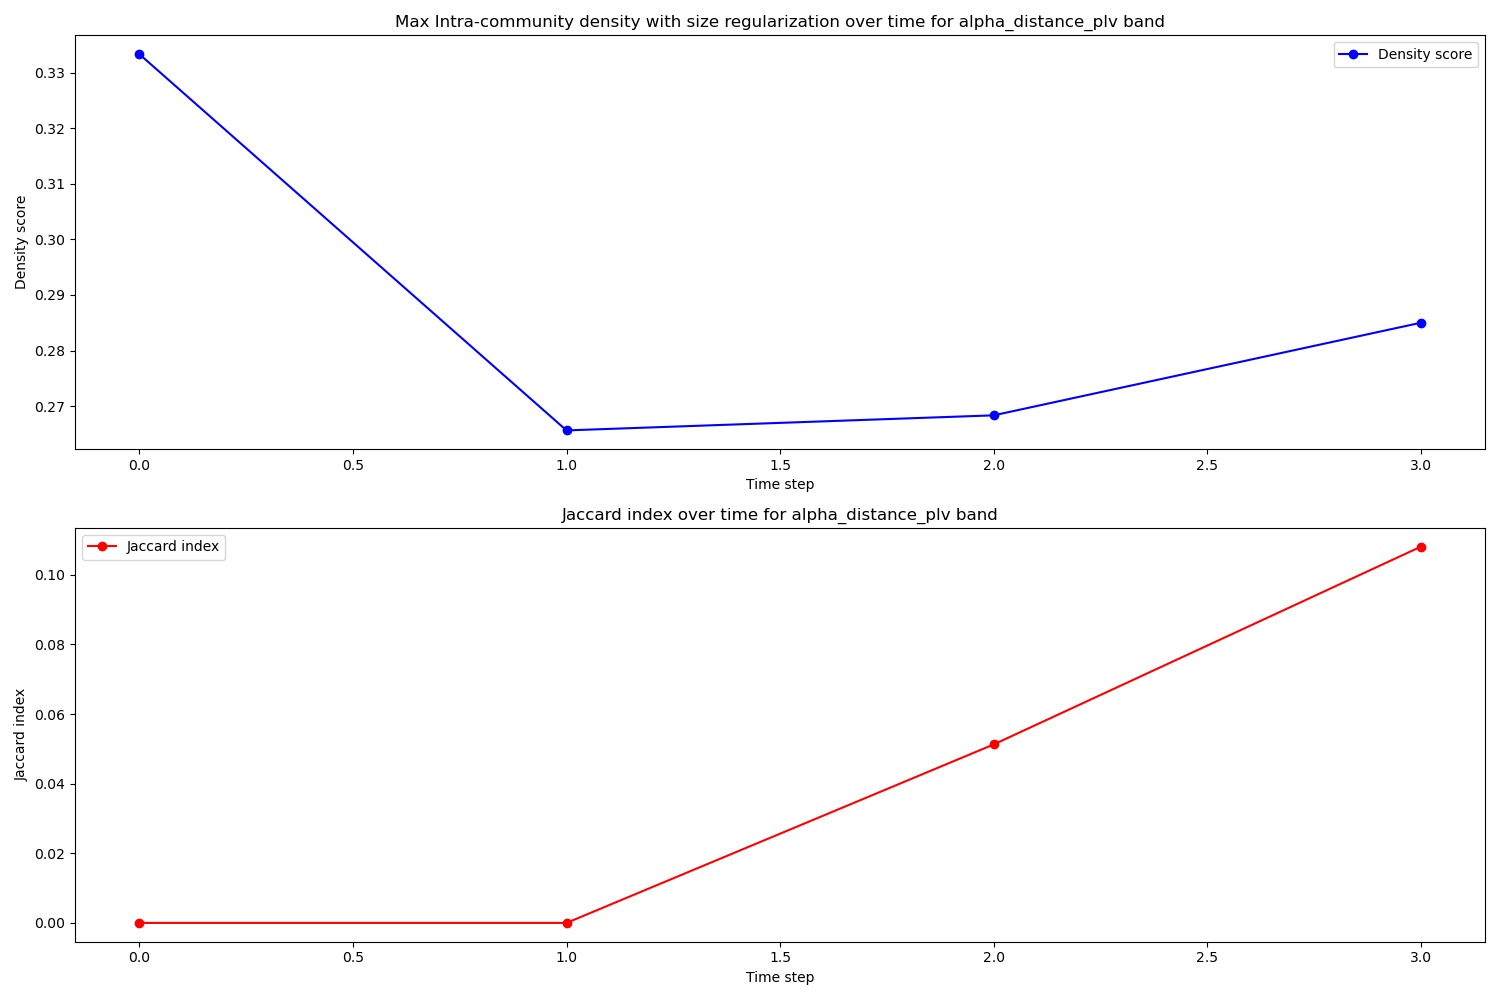 Max Intra-community density with size regularization over time for alpha_distance_plv band
Density score
0.33
0.32
0.31
0.30
0.29
0.28
0.27
Density score
0.0 0.5 1.0 1.5 2.0 2.5 3.0
Time step
Jaccard index over time for alpha_distance_plv band
Jaccard index
0.10
0.08
0.06
0.04
0.02
0.00
Jaccard index
0.0 0.5 1.0 1.5 2.0 2.5 3.0
Time step